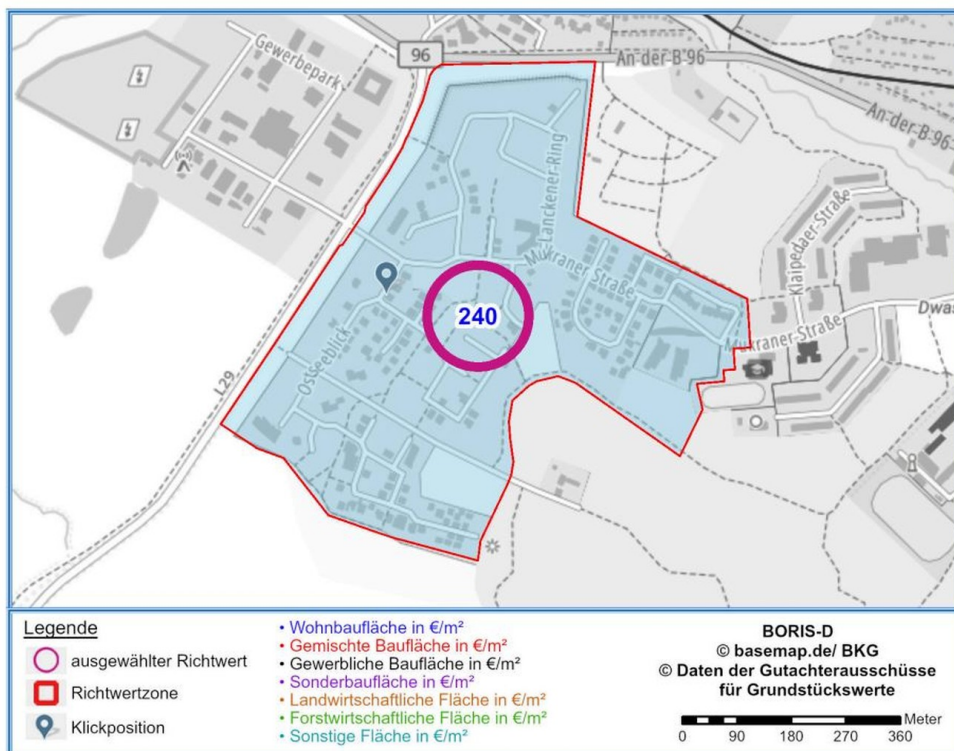 Gewerbepark
96
An-der-B-96
An-der-B-96
Mu-Lanckener-Ring
Mukraner-Straße
240
Ostseeblick
L29
Klaipedaer-Straße
Mukraner-Straße
Legende
ausgewählter Richtwert
Richtwertzone
Klickposition
• Wohnbaufläche in €/m²
• Gemischte Baufläche in €/m²
• Gewerbliche Baufläche in €/m²
• Sonderbaufläche in €/m²
• Landwirtschaftliche Fläche in €/m²
• Forstwirtschaftliche Fläche in €/m²
• Sonstige Fläche in €/m²
BORIS-D
© basemap.de/ BKG
© Daten der Gutachterausschüsse
für Grundstückswerte
Meter
0 90 180 270 360